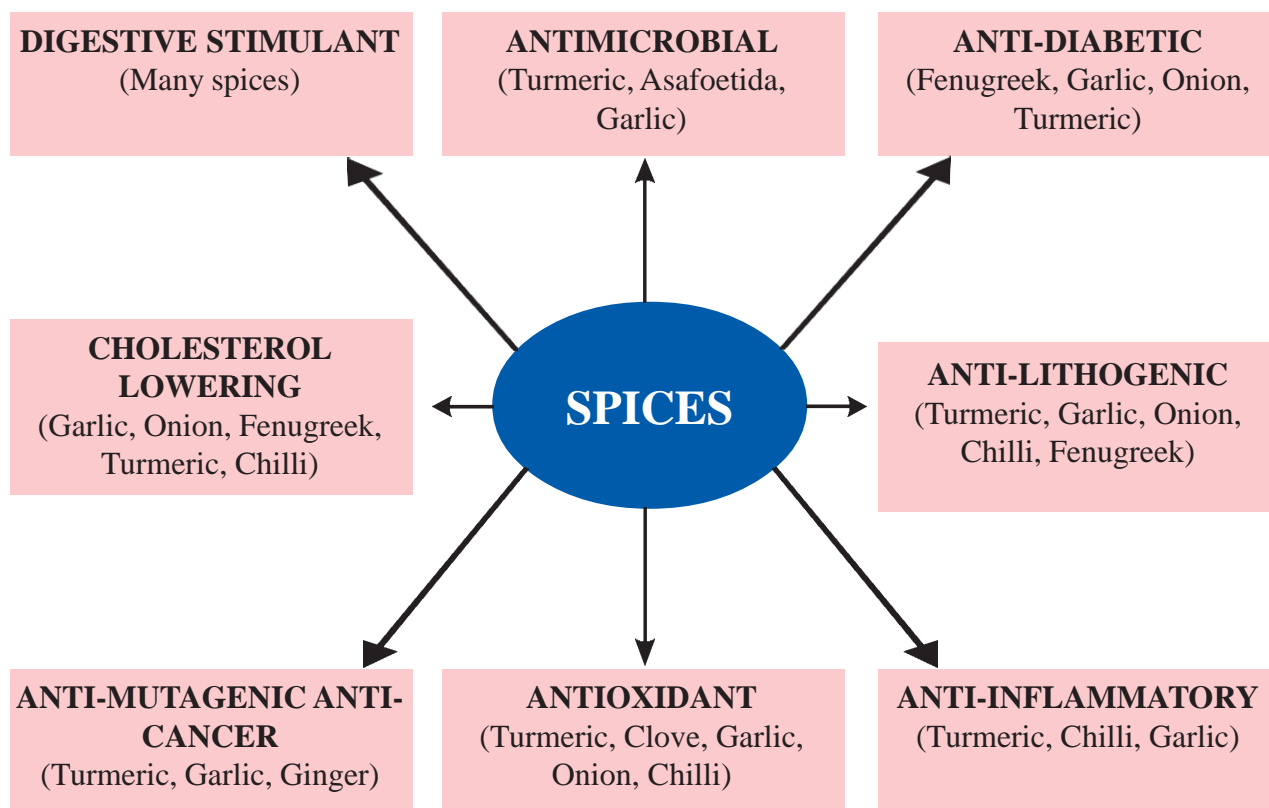 DIGESTIVE STIMULANT
(Many spices)
ANTIMICROBIAL
(Turmeric, Asafoetida,
Garlic)
ANTI-DIABETIC
(Fenugreek, Garlic, Onion,
Turmeric)
CHOLESTEROL
LOWERING
(Garlic, Onion, Fenugreek,
Turmeric, Chilli)
SPICES
ANTI-LITHOGENIC
(Turmeric, Garlic, Onion,
Chilli, Fenugreek)
ANTI-MUTAGENIC ANTI-
CANCER
(Turmeric, Garlic, Ginger)
ANTIOXIDANT
(Turmeric, Clove, Garlic,
Onion, Chilli)
ANTI-INFLAMMATORY
(Turmeric, Chilli, Garlic)